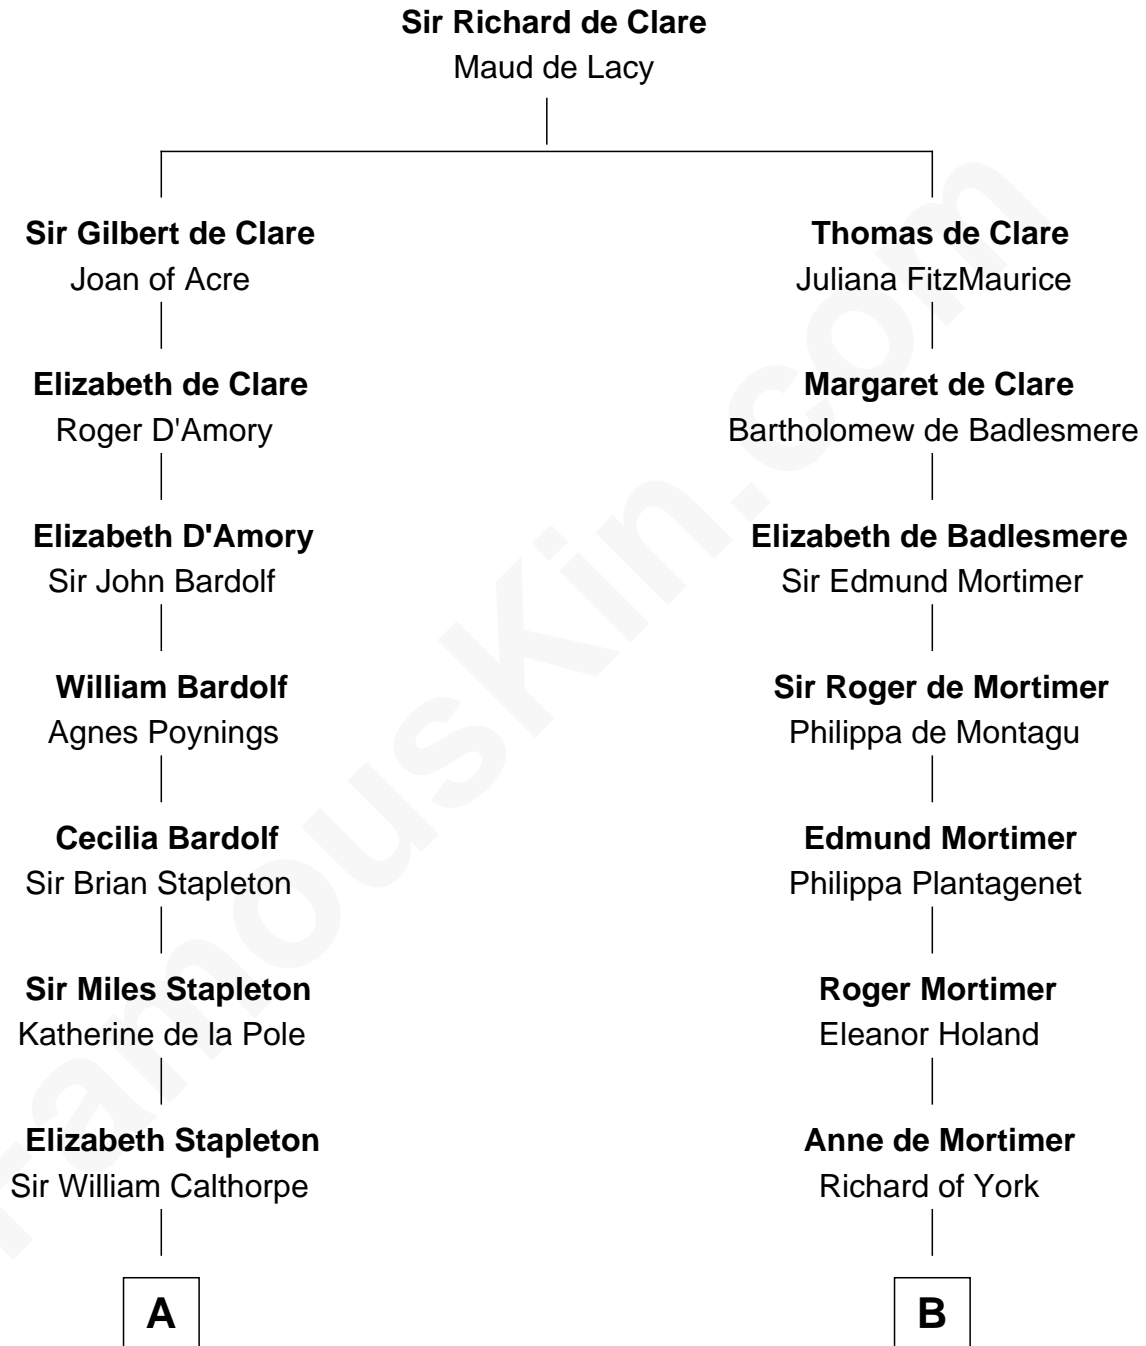 Sir Richard de Clare
Maud de Lacy
Sir Gilbert de Clare
Joan of Acre
Thomas de Clare
Juliana FitzMaurice
Elizabeth de Clare
Roger D'Amory
Margaret de Clare
Bartholomew de Badlesmere
Elizabeth D'Amory
Sir John Bardolf
Elizabeth de Badlesmere
Sir Edmund Mortimer
William Bardolf
Agnes Poynings
Sir Roger de Mortimer
Philippa de Montagu
Cecilia Bardolf
Sir Brian Stapleton
Edmund Mortimer
Philippa Plantagenet
Sir Miles Stapleton
Katherine de la Pole
Roger Mortimer
Eleanor Holand
Elizabeth Stapleton
Sir William Calthorpe
Anne de Mortimer
Richard of York
A
B
FamousKin.com